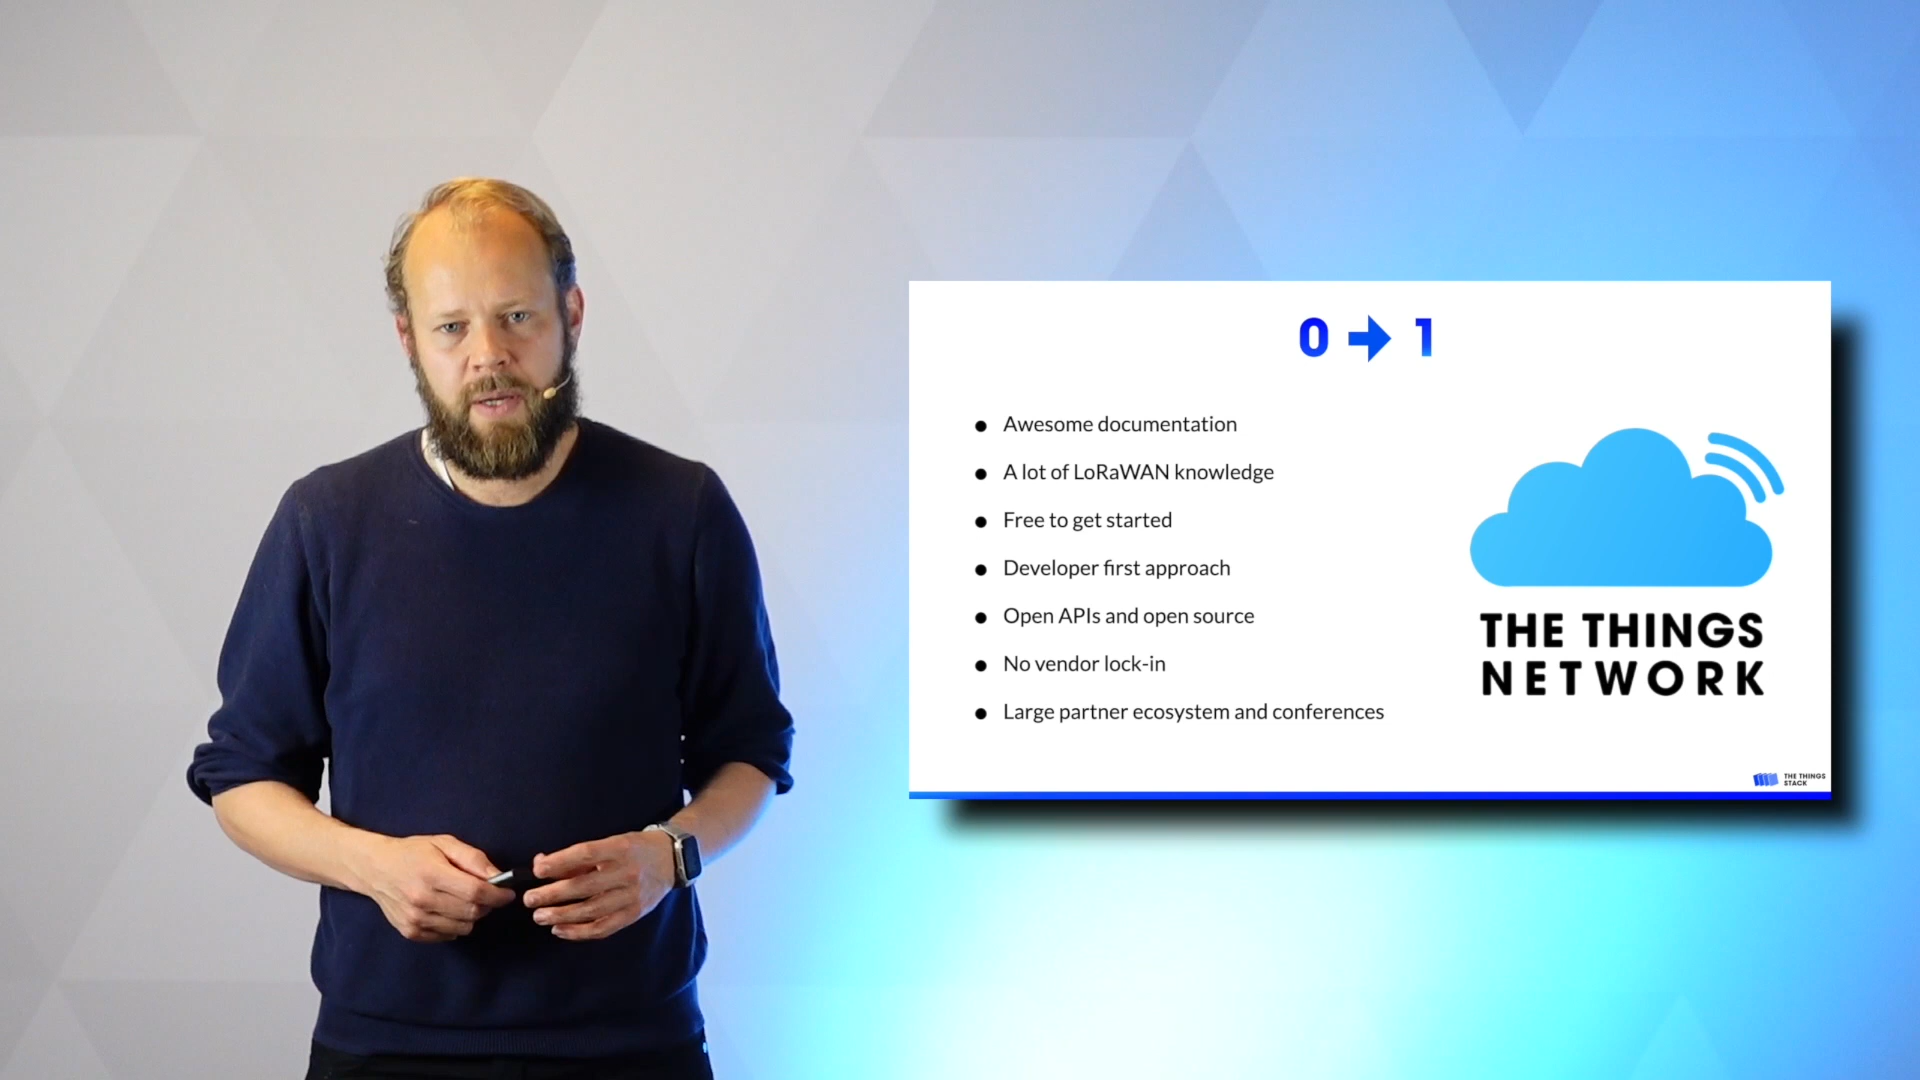 0 → 1
Awesome documentation
A lot of LoRaWAN knowledge
Free to get started
Developer first approach
Open APIs and open source
No vendor lock-in
Large partner ecosystem and conferences
THE THINGS
NETWORK
THE THINGS
STACK